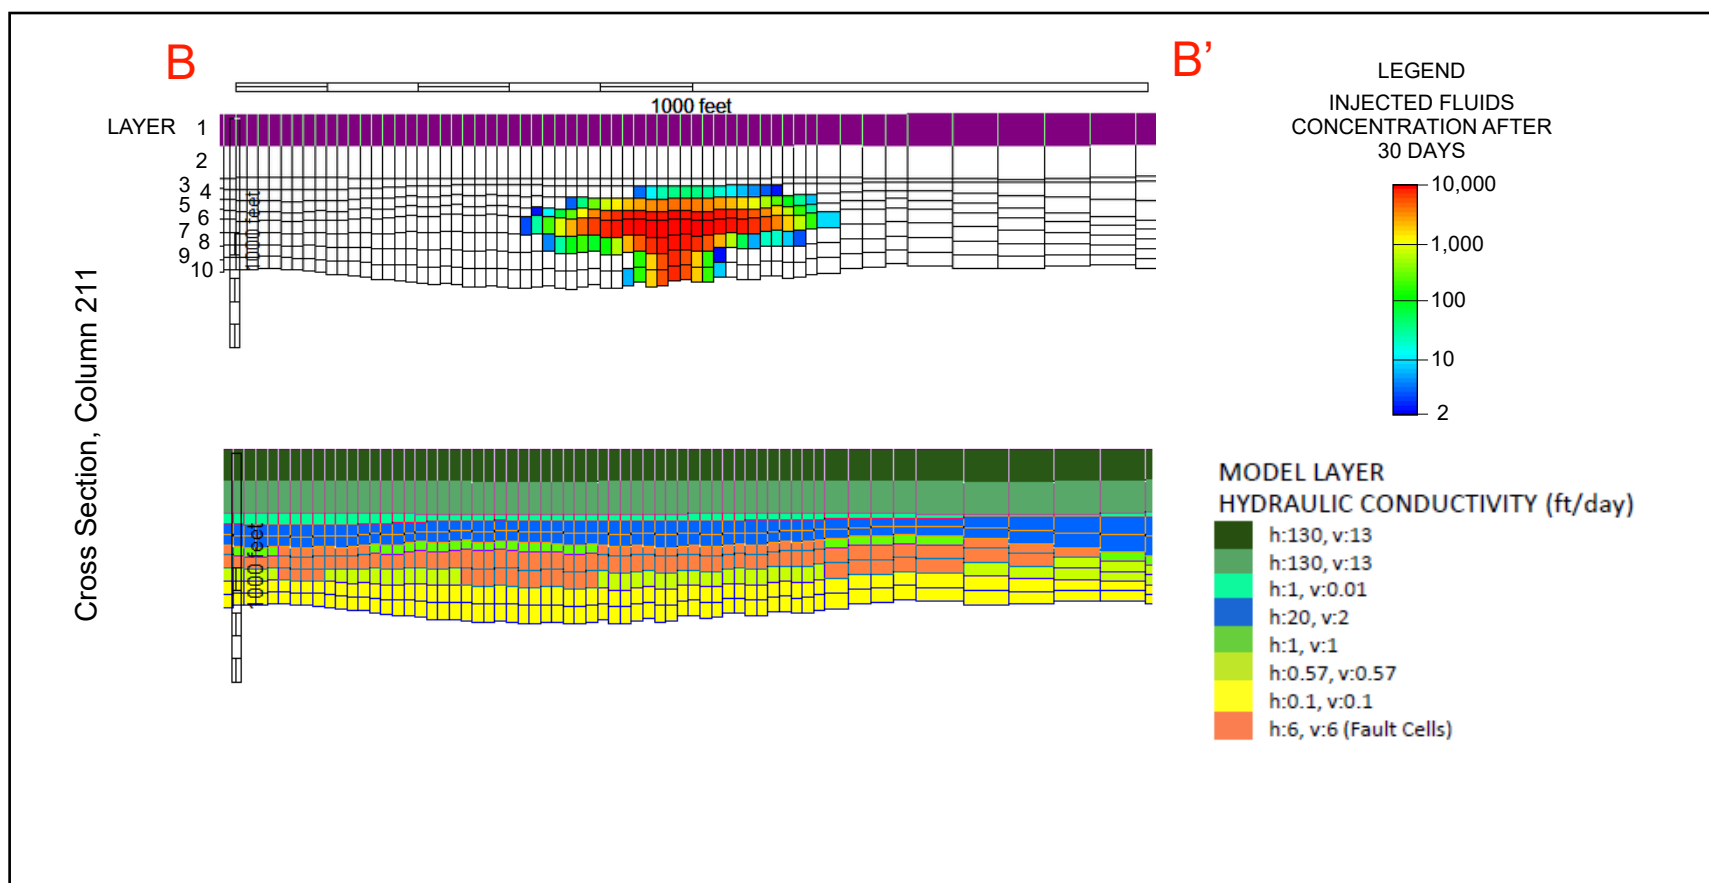 B
B’
1000 feet
LAYER 1
2
3
4
5
6
7
8
9
10
1000 feet
Cross Section, Column 211
LEGEND
INJECTED FLUIDS
CONCENTRATION AFTER
30 DAYS
10,000
1,000
100
10
2
1000 feet
MODEL LAYER
HYDRAULIC CONDUCTIVITY (ft/day)
h:130, v:13
h:130, v:13
h:1, v:0.01
h:20, v:2
h:1, v:1
h:0.57, v:0.57
h:0.1, v:0.1
h:6, v:6 (Fault Cells)